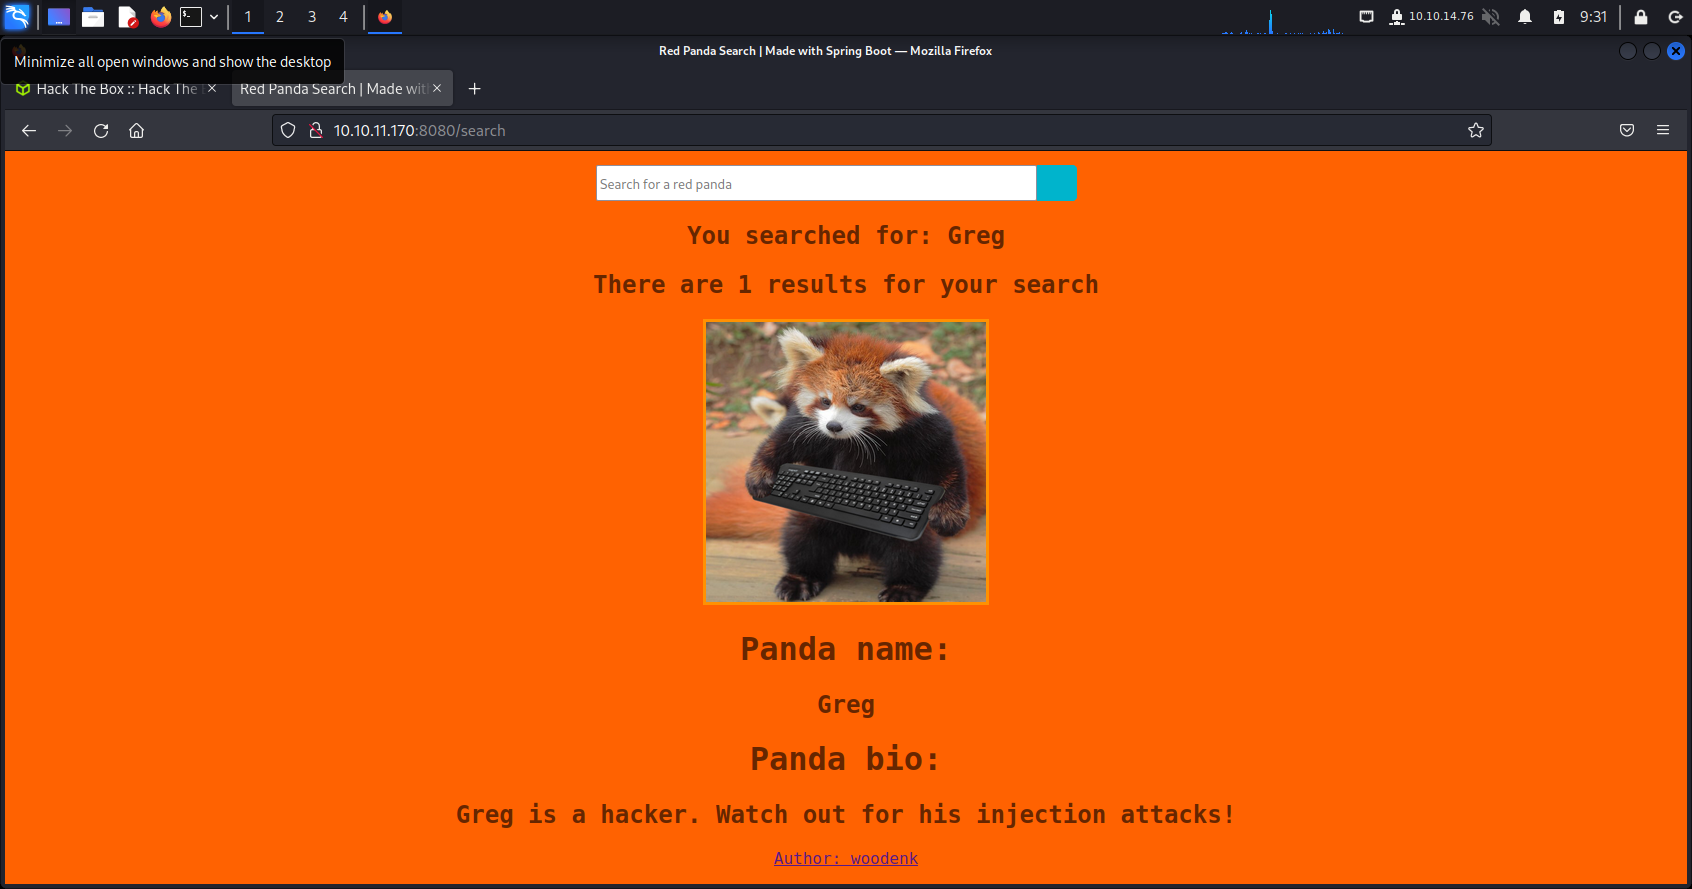 1 2 3 4 10.10.14.76 9:31
Red Panda Search | Made with Spring Boot — Mozilla Firefox
Minimize all open windows and show the desktop
Hack The Box :: Hack The
Red Panda Search | Made wit
10.10.11.170:8080/search
Search for a red panda
You searched for: Greg
There are 1 results for your search
Panda name:
Greg
Panda bio:
Greg is a hacker. Watch out for his injection attacks!
Author: woodenk